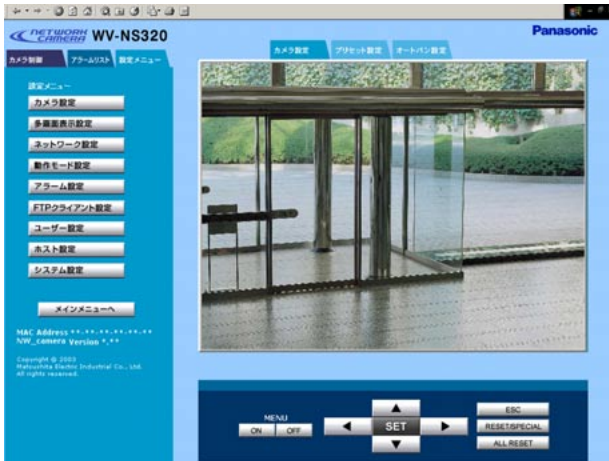 NETWORK CAMERA WV-NS320
Panasonic
カメラ制御 アラームリスト 設定メニュー
カメラ設定 プリセット設定 オートパン設定
設定メニュー
カメラ設定
多画面表示設定
ネットワーク設定
動作モード設定
アラーム設定
FTPクライアント設定
ユーザー設定
ホスト設定
システム設定
メインメニューへ
MAC Address **-**-**-**-**-**
NW_camera Version *.**
Copyright © 2003
Matsushita Electric Industrial Co., Ltd.
All rights reserved.
MENU
ON OFF
SET
ESC
RESET/SPECIAL
ALL RESET